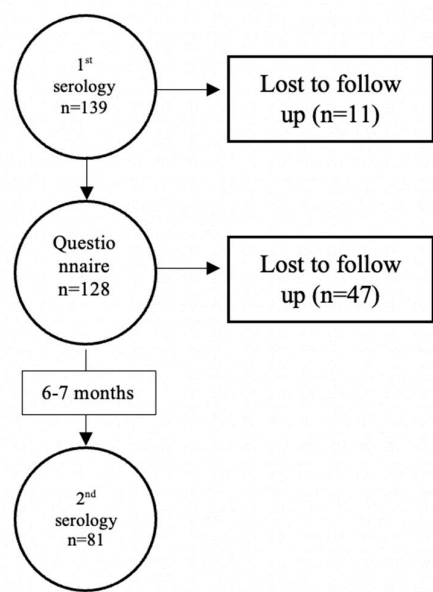 1st
serology
n=139
Lost to follow
up (n=11)
Questio
nnaire
n=128
Lost to follow
up (n=47)
6-7 months
2nd
serology
n=81